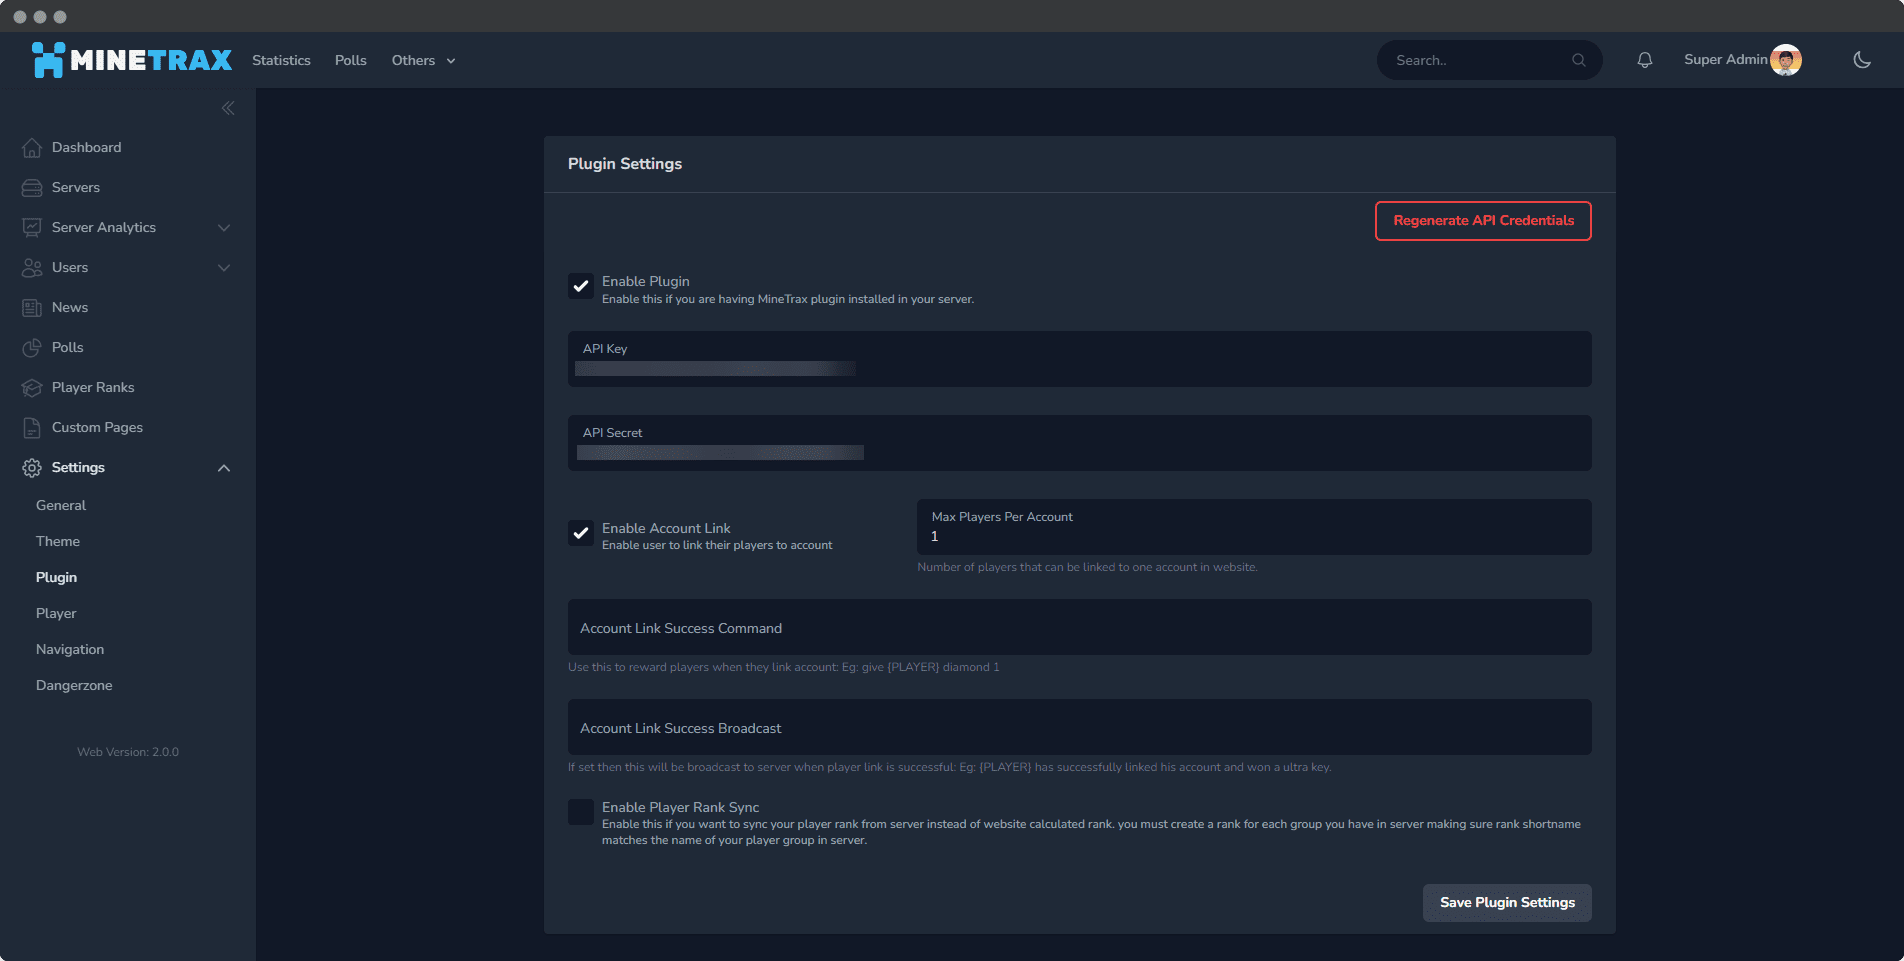 MINETRAX
Statistics
Polls
Others
Search..
Super Admin
Dashboard
Servers
Server Analytics
Users
News
Polls
Player Ranks
Custom Pages
Settings
General
Theme
Plugin
Player
Navigation
Dangerzone
Web Version: 2.0.0
Plugin Settings
Regenerate API Credentials
Enable Plugin
Enable this if you are having MineTrax plugin installed in your server.
API Key
API Secret
Enable Account Link
Enable user to link their players to account
Max Players Per Account
1
Number of players that can be linked to one account in website.
Account Link Success Command
Use this to reward players when they link account: Eg: give {PLAYER} diamond 1
Account Link Success Broadcast
If set then this will be broadcast to server when player link is successful: Eg: {PLAYER} has successfully linked his account and won a ultra key.
Enable Player Rank Sync
Enable this if you want to sync your player rank from server instead of website calculated rank. you must create a rank for each group you have in server making sure rank shortname
matches the name of your player group in server.
Save Plugin Settings